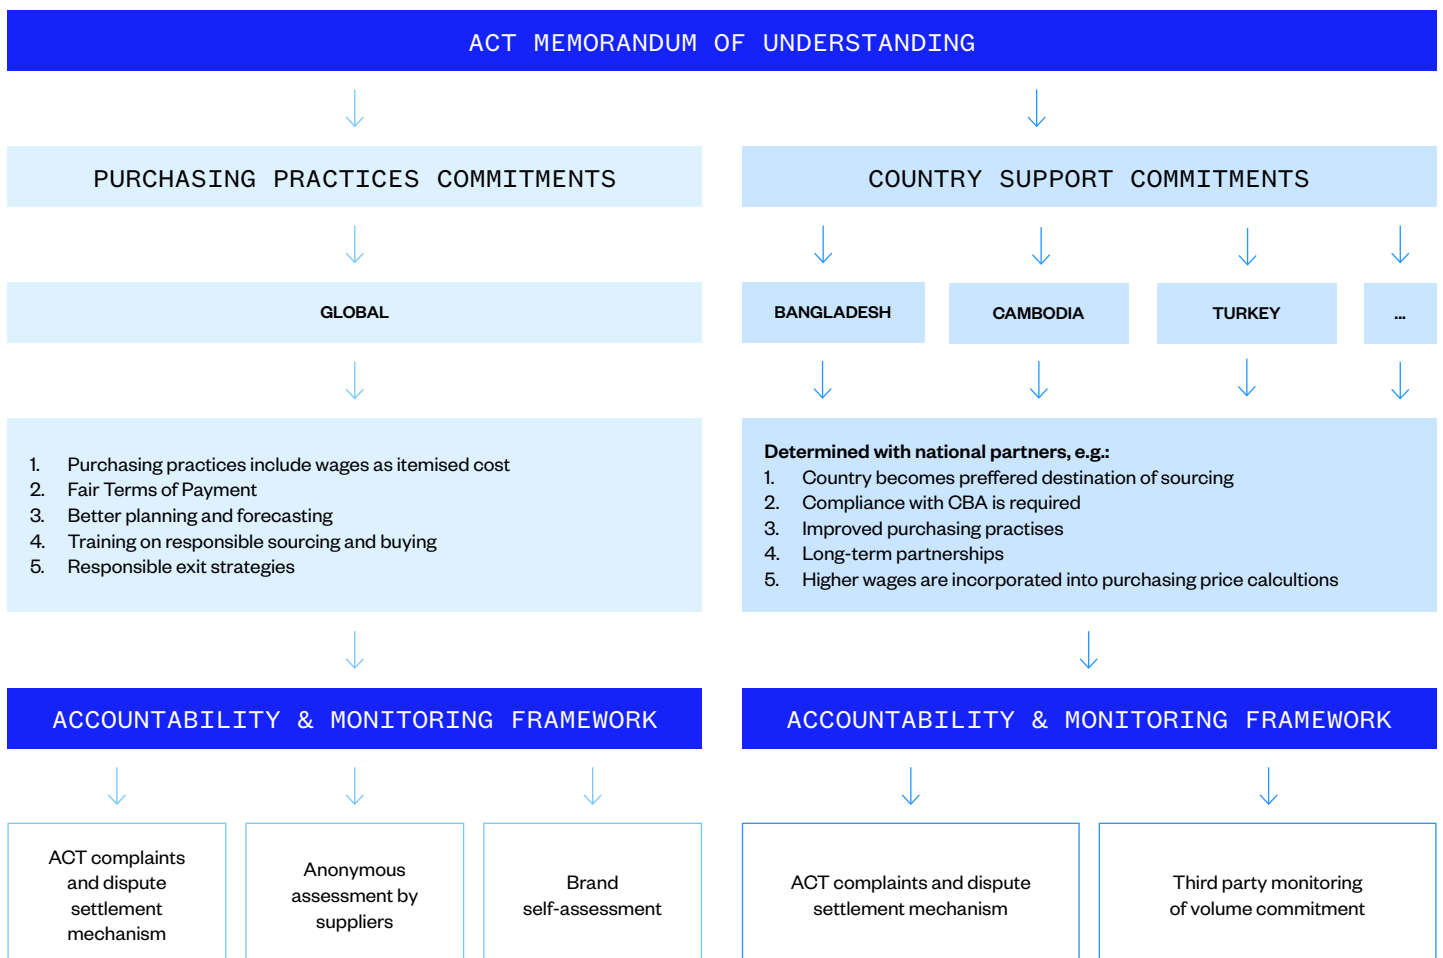 ACT MEMORANDUM OF UNDERSTANDING
PURCHASING PRACTICES COMMITMENTS
GLOBAL
1. Purchasing practices include wages as itemised cost
2. Fair Terms of Payment
3. Better planning and forecasting
4. Training on responsible sourcing and buying
5. Responsible exit strategies
ACCOUNTABILITY & MONITORING FRAMEWORK
ACT complaints
and dispute
settlement
mechanism
Anonymous
assessment by
suppliers
Brand
self-assessment
COUNTRY SUPPORT COMMITMENTS
BANGLADESH
CAMBODIA
TURKEY
...
Determined with national partners, e.g.:
1. Country becomes preffered destination of sourcing
2. Compliance with CBA is required
3. Improved purchasing practises
4. Long-term partnerships
5. Higher wages are incorporated into purchasing price calcultions
ACCOUNTABILITY & MONITORING FRAMEWORK
ACT complaints and dispute
settlement mechanism
Third party monitoring
of volume commitment